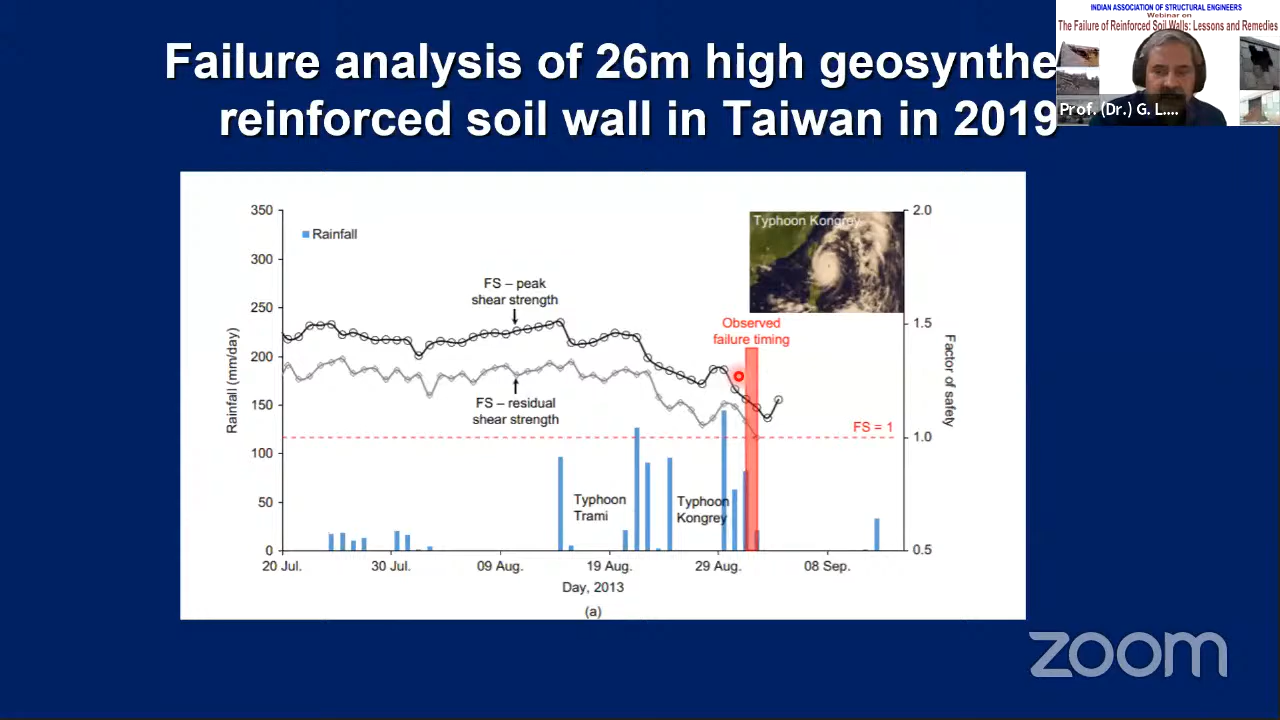 INDIAN ASSOCIATION OF STRUCTURAL ENGINEERS
Webinar on
The Failure of Reinforced Soil Walls: Lessons and Remedies
Prof. (Dr.) G. L....
Failure analysis of 26m high geosynthe
reinforced soil wall in Taiwan in 2019
350
300
250
200
150
100
50
0
Rainfall (mm/day)
Rainfall
FS – peak
shear strength
FS – residual
shear strength
Typhoon
Trami
Typhoon
Kongrey
Typhoon Kongrey
Observed
failure timing
FS = 1
2.0
1.5
1.0
0.5
Factor of safety
20 Jul.
30 Jul.
09 Aug.
19 Aug.
29 Aug.
08 Sep.
Day, 2013
(a)
zoom